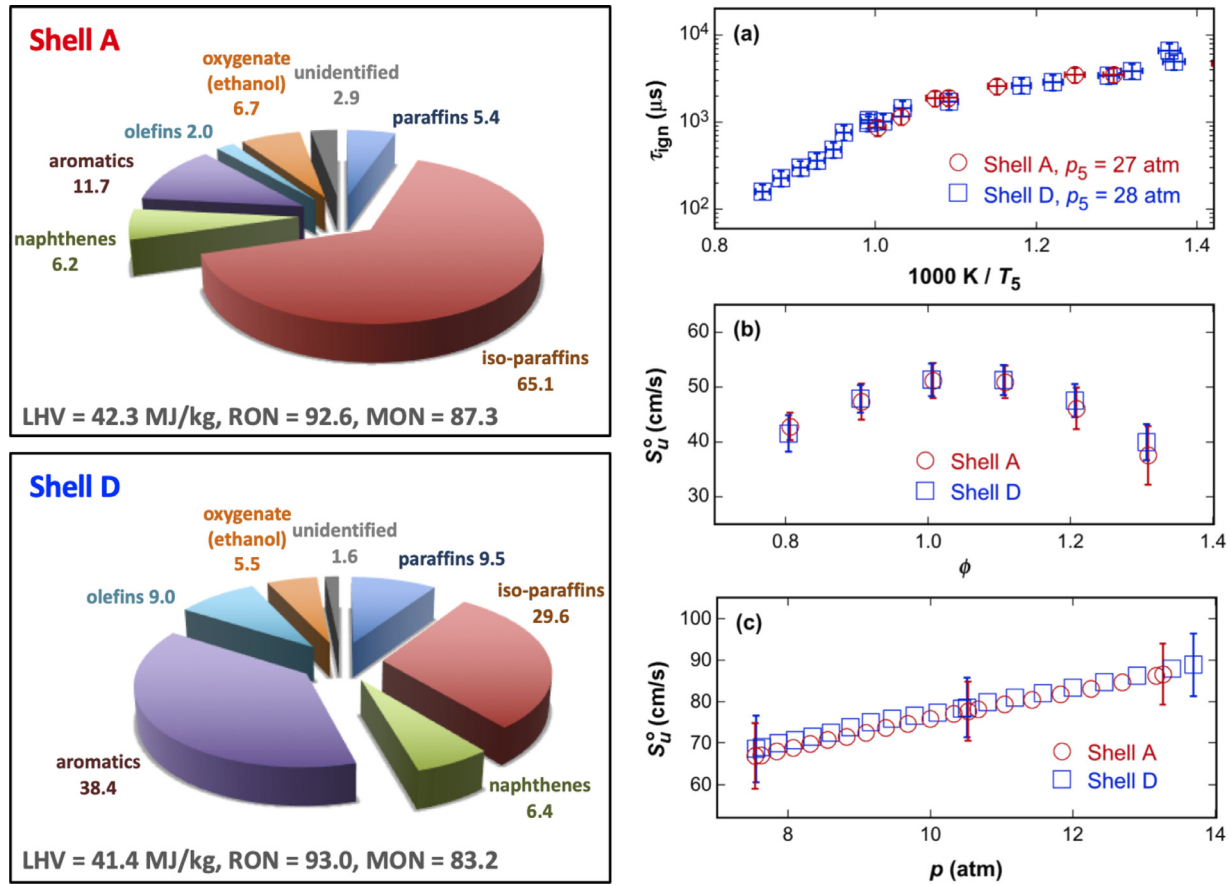 Shell A
oxygenate
(ethanol)
6.7
unidentified
2.9
paraffins 5.4
olefins 2.0
aromatics
11.7
naphthenes
6.2
iso-paraffins
65.1
LHV = 42.3 MJ/kg, RON = 92.6, MON = 87.3
Shell D
oxygenate
(ethanol)
5.5
unidentified
1.6
paraffins 9.5
olefins 9.0
iso-paraffins
29.6
aromatics
38.4
naphthenes
6.4
LHV = 41.4 MJ/kg, RON = 93.0, MON = 83.2
(a)
10⁴
10³
10²
τign (µs)
Shell A, p₅ = 27 atm
Shell D, p₅ = 28 atm
0.8 1.0 1.2 1.4
1000 K / T₅
(b)
60
50
40
30
Sᵤ° (cm/s)
Shell A
Shell D
0.8 1.0 1.2 1.4
ϕ
(c)
100
90
80
70
60
Sᵤ° (cm/s)
Shell A
Shell D
8 10 12 14
p (atm)